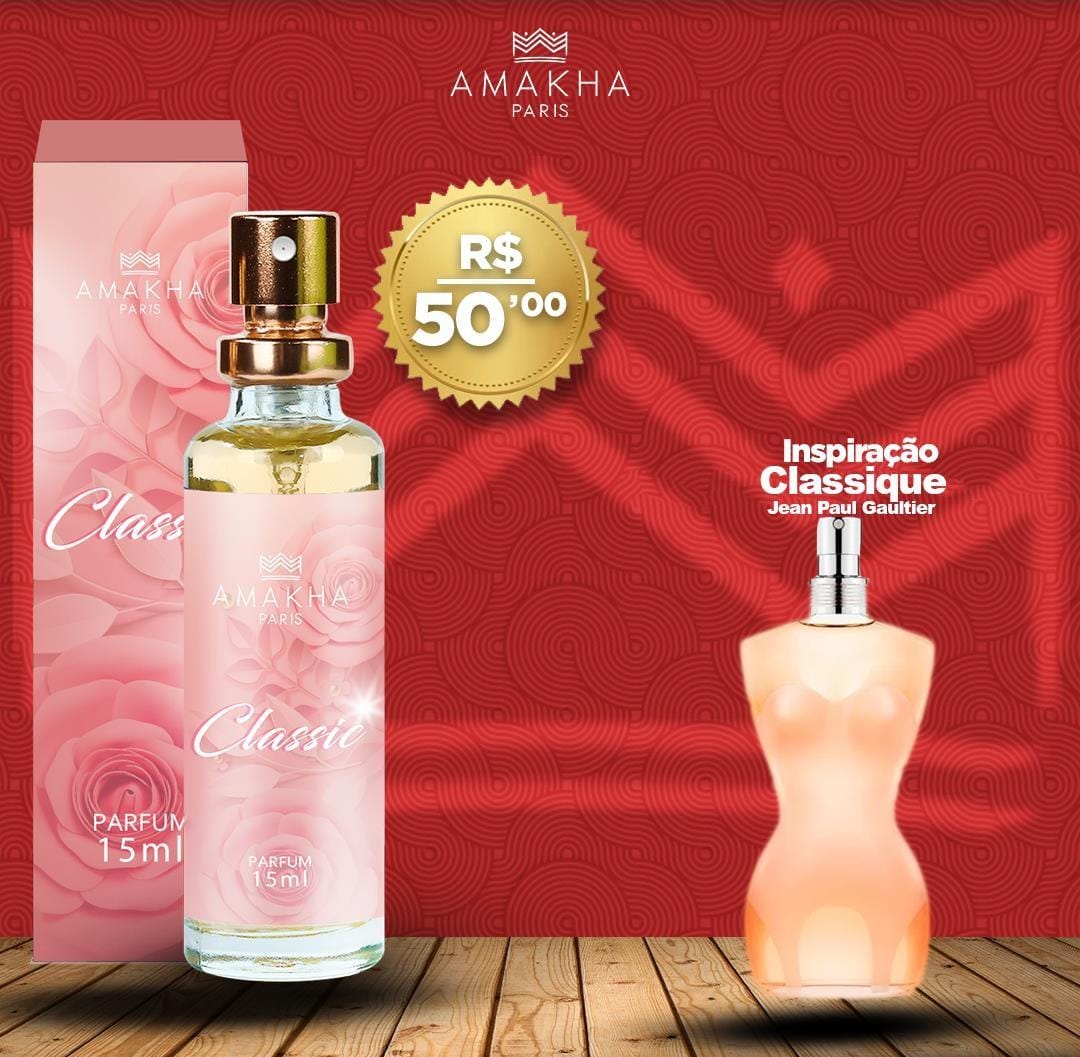 AMAKHA
PARIS
R$
50'00
AMAKHA
PARIS
Class
PARFUM
15ml
AMAKHA
PARIS
Classic
PARFUM
15ml
Inspiração
Classique
Jean Paul Gaultier